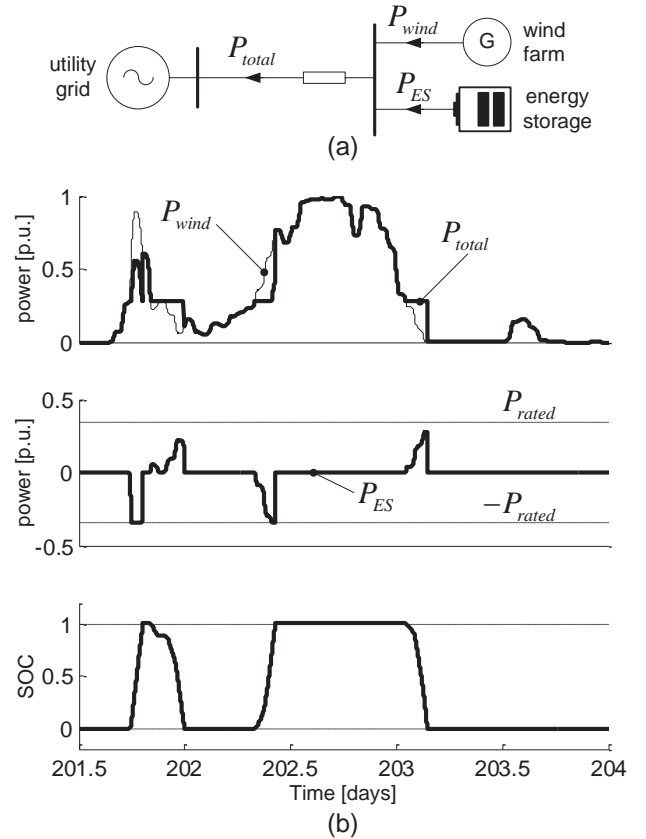 P_wind
G
wind
farm
utility
grid
P_total
P_ES
energy
storage
(a)
power [p.u.]
1
0.5
0
P_wind
P_total
power [p.u.]
0.5
0
-0.5
P_rated
P_ES
−P_rated
SOC
1
0.5
0
201.5 202 202.5 203 203.5 204
Time [days]
(b)